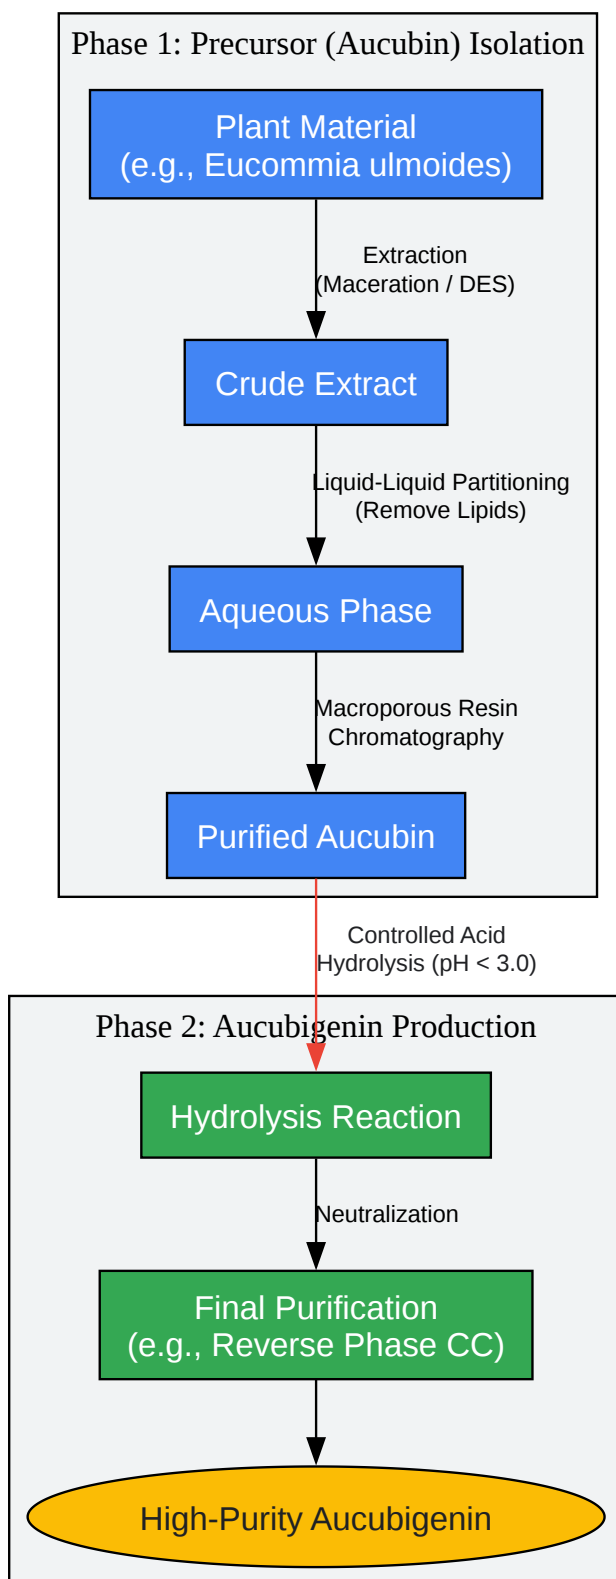 Phase 1: Precursor (Aucubin) Isolation
Plant Material
(e.g., Eucommia ulmoides)
Extraction
(Maceration / DES)
Crude Extract
Liquid-Liquid Partitioning
(Remove Lipids)
Aqueous Phase
Macroporous Resin
Chromatography
Purified Aucubin
Controlled Acid
Hydrolysis (pH < 3.0)
Phase 2: Aucubigenin Production
Hydrolysis Reaction
Neutralization
Final Purification
(e.g., Reverse Phase CC)
High-Purity Aucubigenin